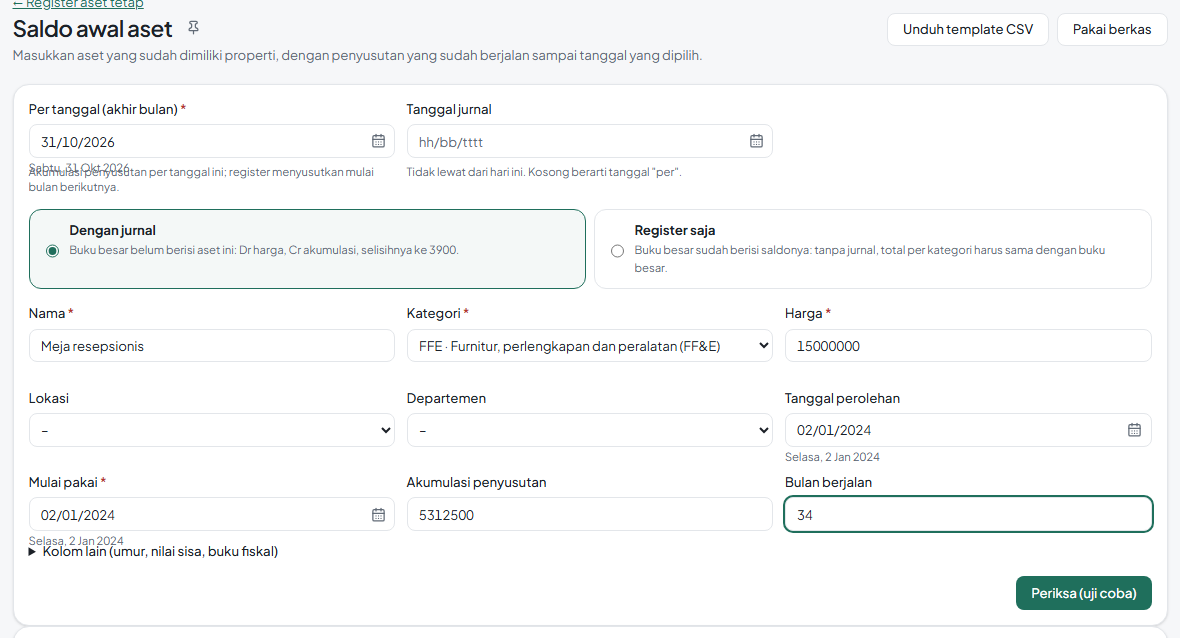 ← Register aset tetap
Saldo awal aset
Unduh template CSV
Pakai berkas
Masukkan aset yang sudah dimiliki properti, dengan penyusutan yang sudah berjalan sampai tanggal yang dipilih.
Per tanggal (akhir bulan) *
Tanggal jurnal
31/10/2026
hh/bb/tttt
Sabtu, 31 Okt 2026
Akumulasi penyusutan per tanggal ini; register menyusutkan mulai
bulan berikutnya.
Tidak lewat dari hari ini. Kosong berarti tanggal "per".
Dengan jurnal
Buku besar belum berisi aset ini: Dr harga, Cr akumulasi, selisihnya ke 3900.
Register saja
Buku besar sudah berisi saldonya: tanpa jurnal, total per kategori harus sama dengan buku
besar.
Nama *
Kategori *
Harga *
Meja resepsionis
FFE · Furnitur, perlengkapan dan peralatan (FF&E)
15000000
Lokasi
Departemen
Tanggal perolehan
–
–
02/01/2024
Selasa, 2 Jan 2024
Mulai pakai *
Akumulasi penyusutan
Bulan berjalan
02/01/2024
5312500
34
Selasa, 2 Jan 2024
Kolom lain (umur, nilai sisa, buku fiskal)
Periksa (uji coba)